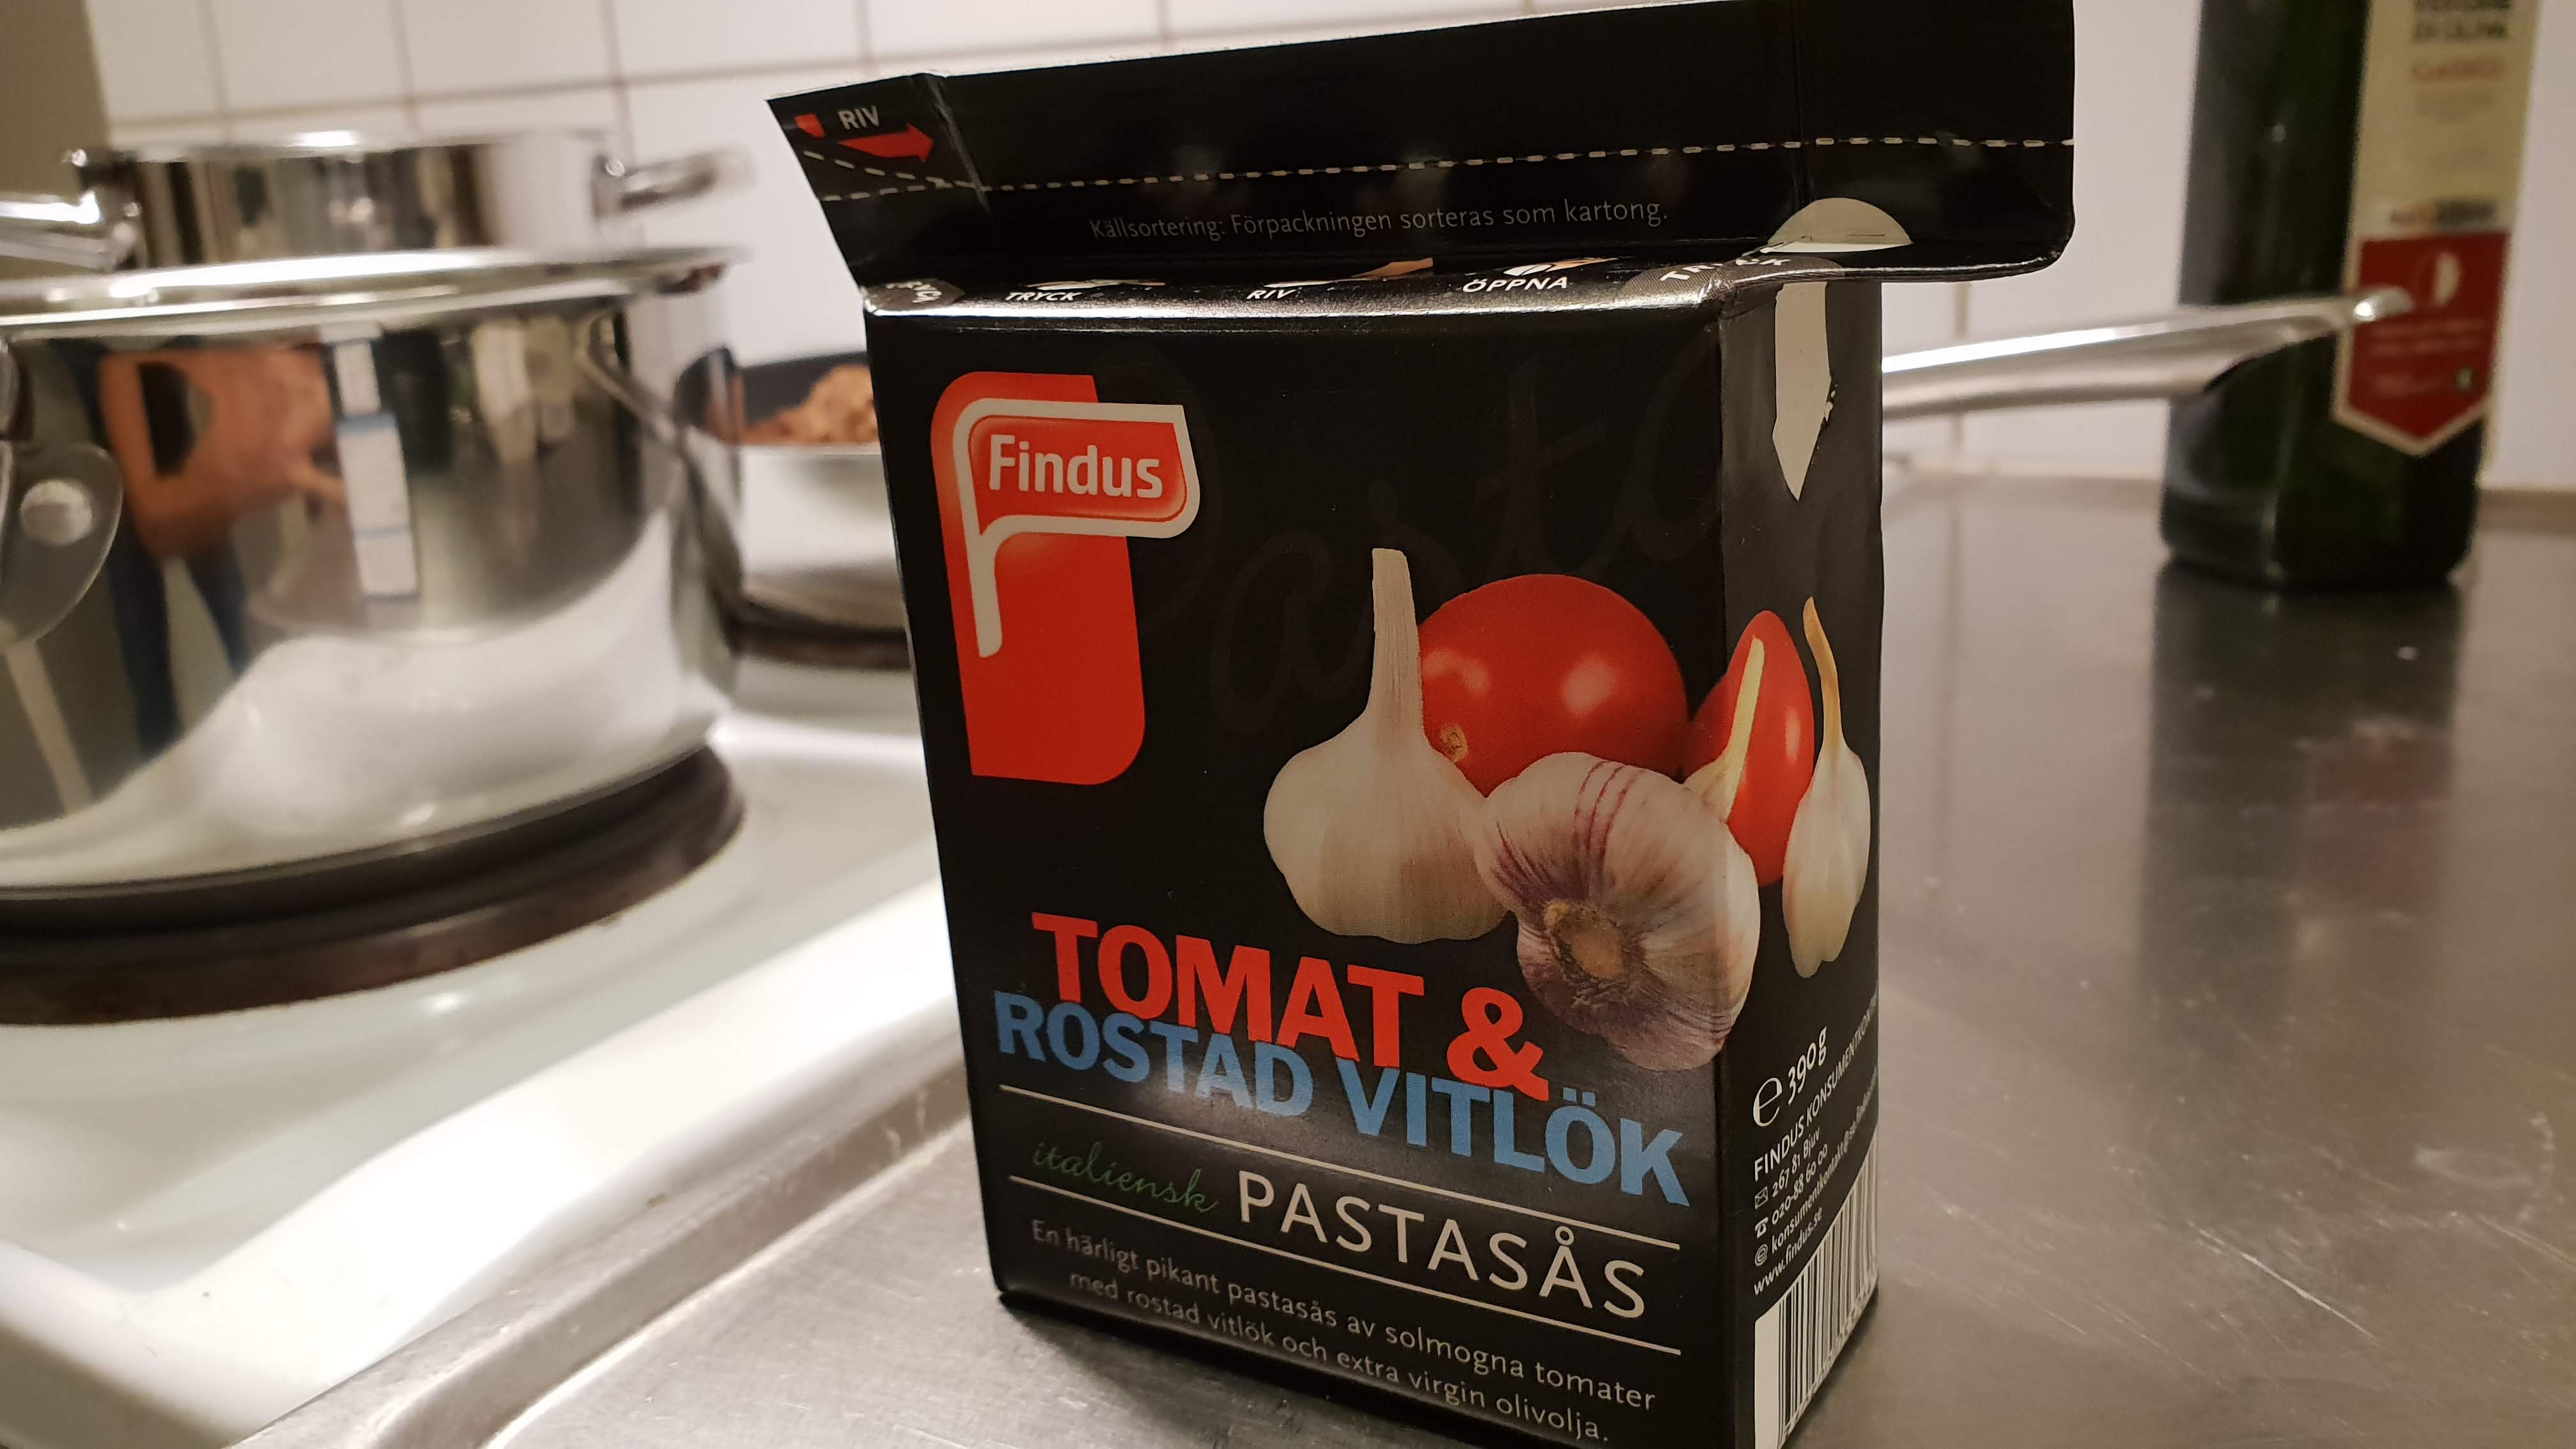 RIV
Källsortering: Förpackningen sorteras som kartong.
TRYCK
RIV
ÖPPNA
Findus
Pasta
TOMAT &
ROSTAD VITLÖK
italiensk PASTASÅS
En härligt pikant pastasås av solmogna tomater
med rostad vitlök och extra virgin olivolja.
e 390 g
FINDUS
267 81 Bjuv
020-88 60 00
www.findus.se